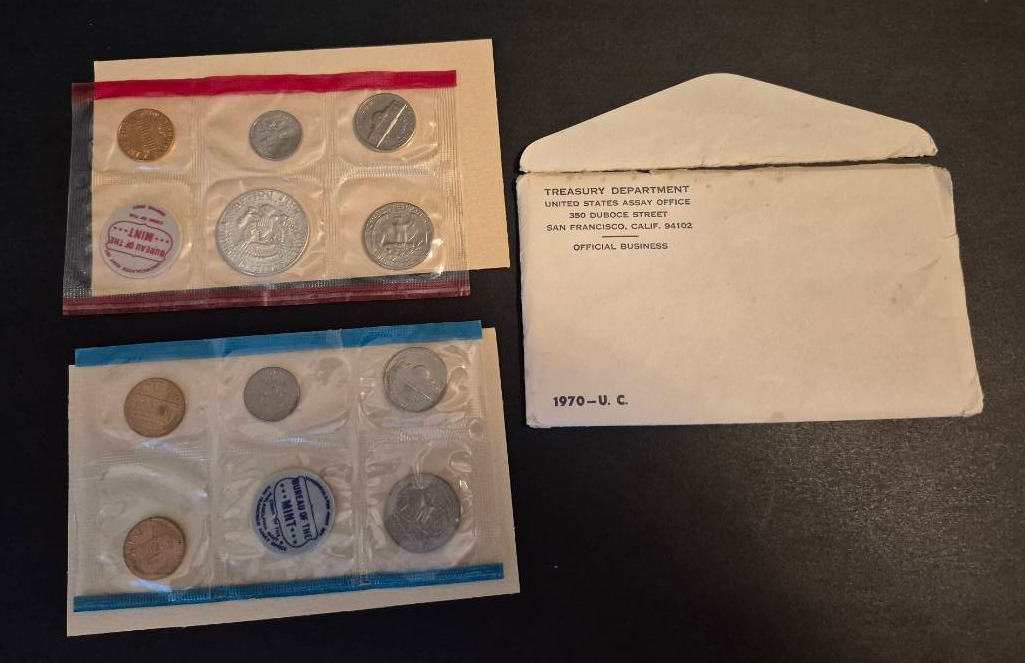 TREASURY DEPARTMENT
UNITED STATES ASSAY OFFICE
350 DUBOCE STREET
SAN FRANCISCO, CALIF. 94102
OFFICIAL BUSINESS
1970-U. C.
BUREAU OF THE
MINT
BUREAU OF THE
MINT